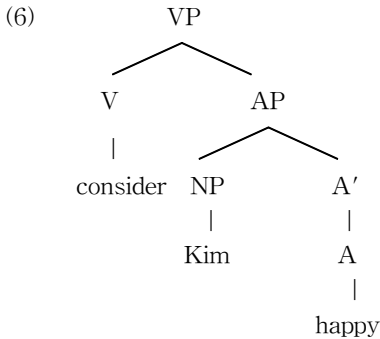 (6) VP
V AP
consider NP A′
Kim A
happy